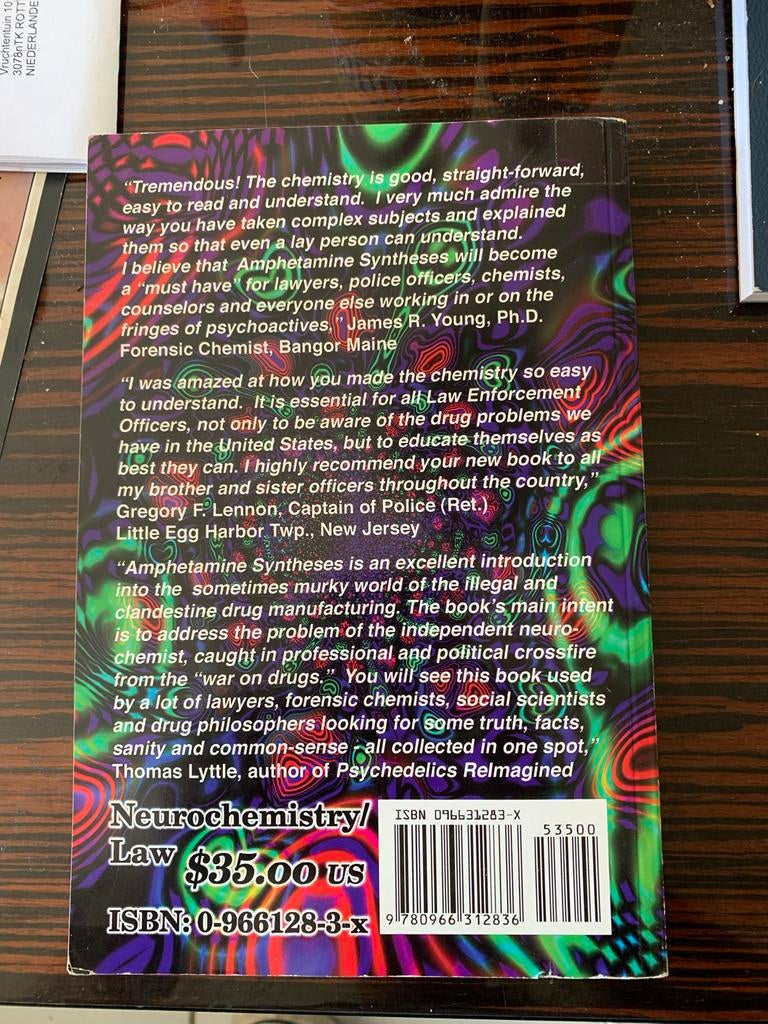 Vruchtentuin 10
3078nTK ROTT
NIEDERLANDE
“Tremendous! The chemistry is good, straight-forward,
easy to read and understand. I very much admire the
way you have taken complex subjects and explained
them so that even a lay person can understand.
I believe that Amphetamine Syntheses will become
a “must have” for lawyers, police officers, chemists,
counselors and everyone else working in or on the
fringes of psychoactives,” James R. Young, Ph.D.
Forensic Chemist, Bangor Maine
“I was amazed at how you made the chemistry so easy
to understand. It is essential for all Law Enforcement
Officers, not only to be aware of the drug problems we
have in the United States, but to educate themselves as
best they can. I highly recommend your new book to all
my brother and sister officers throughout the country,”
Gregory F. Lennon, Captain of Police (Ret.)
Little Egg Harbor Twp., New Jersey
“Amphetamine Syntheses is an excellent introduction
into the sometimes murky world of the illegal and
clandestine drug manufacturing. The book's main intent
is to address the problem of the independent neuro-
chemist, caught in professional and political crossfire
from the “war on drugs.” You will see this book used
by a lot of lawyers, forensic chemists, social scientists
and drug philosophers looking for some truth, facts,
sanity and common-sense - all collected in one spot,”
Thomas Lyttle, author of Psychedelics ReImagined
Neurochemistry/
Law $35.00 US
ISBN: 0-966128-3-x
ISBN 096631283-X
53500
9 780966 312836